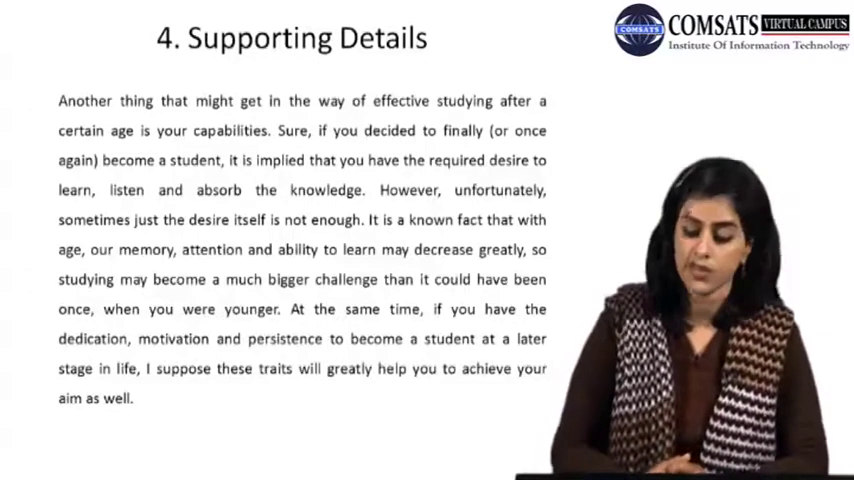 4. Supporting Details
COMSATS
COMSATS VIRTUAL CAMPUS
Institute Of Information Technology
Another thing that might get in the way of effective studying after a
certain age is your capabilities. Sure, if you decided to finally (or once
again) become a student, it is implied that you have the required desire to
learn, listen and absorb the knowledge. However, unfortunately,
sometimes just the desire itself is not enough. It is a known fact that with
age, our memory, attention and ability to learn may decrease greatly, so
studying may become a much bigger challenge than it could have been
once, when you were younger. At the same time, if you have the
dedication, motivation and persistence to become a student at a later
stage in life, I suppose these traits will greatly help you to achieve your
aim as well.